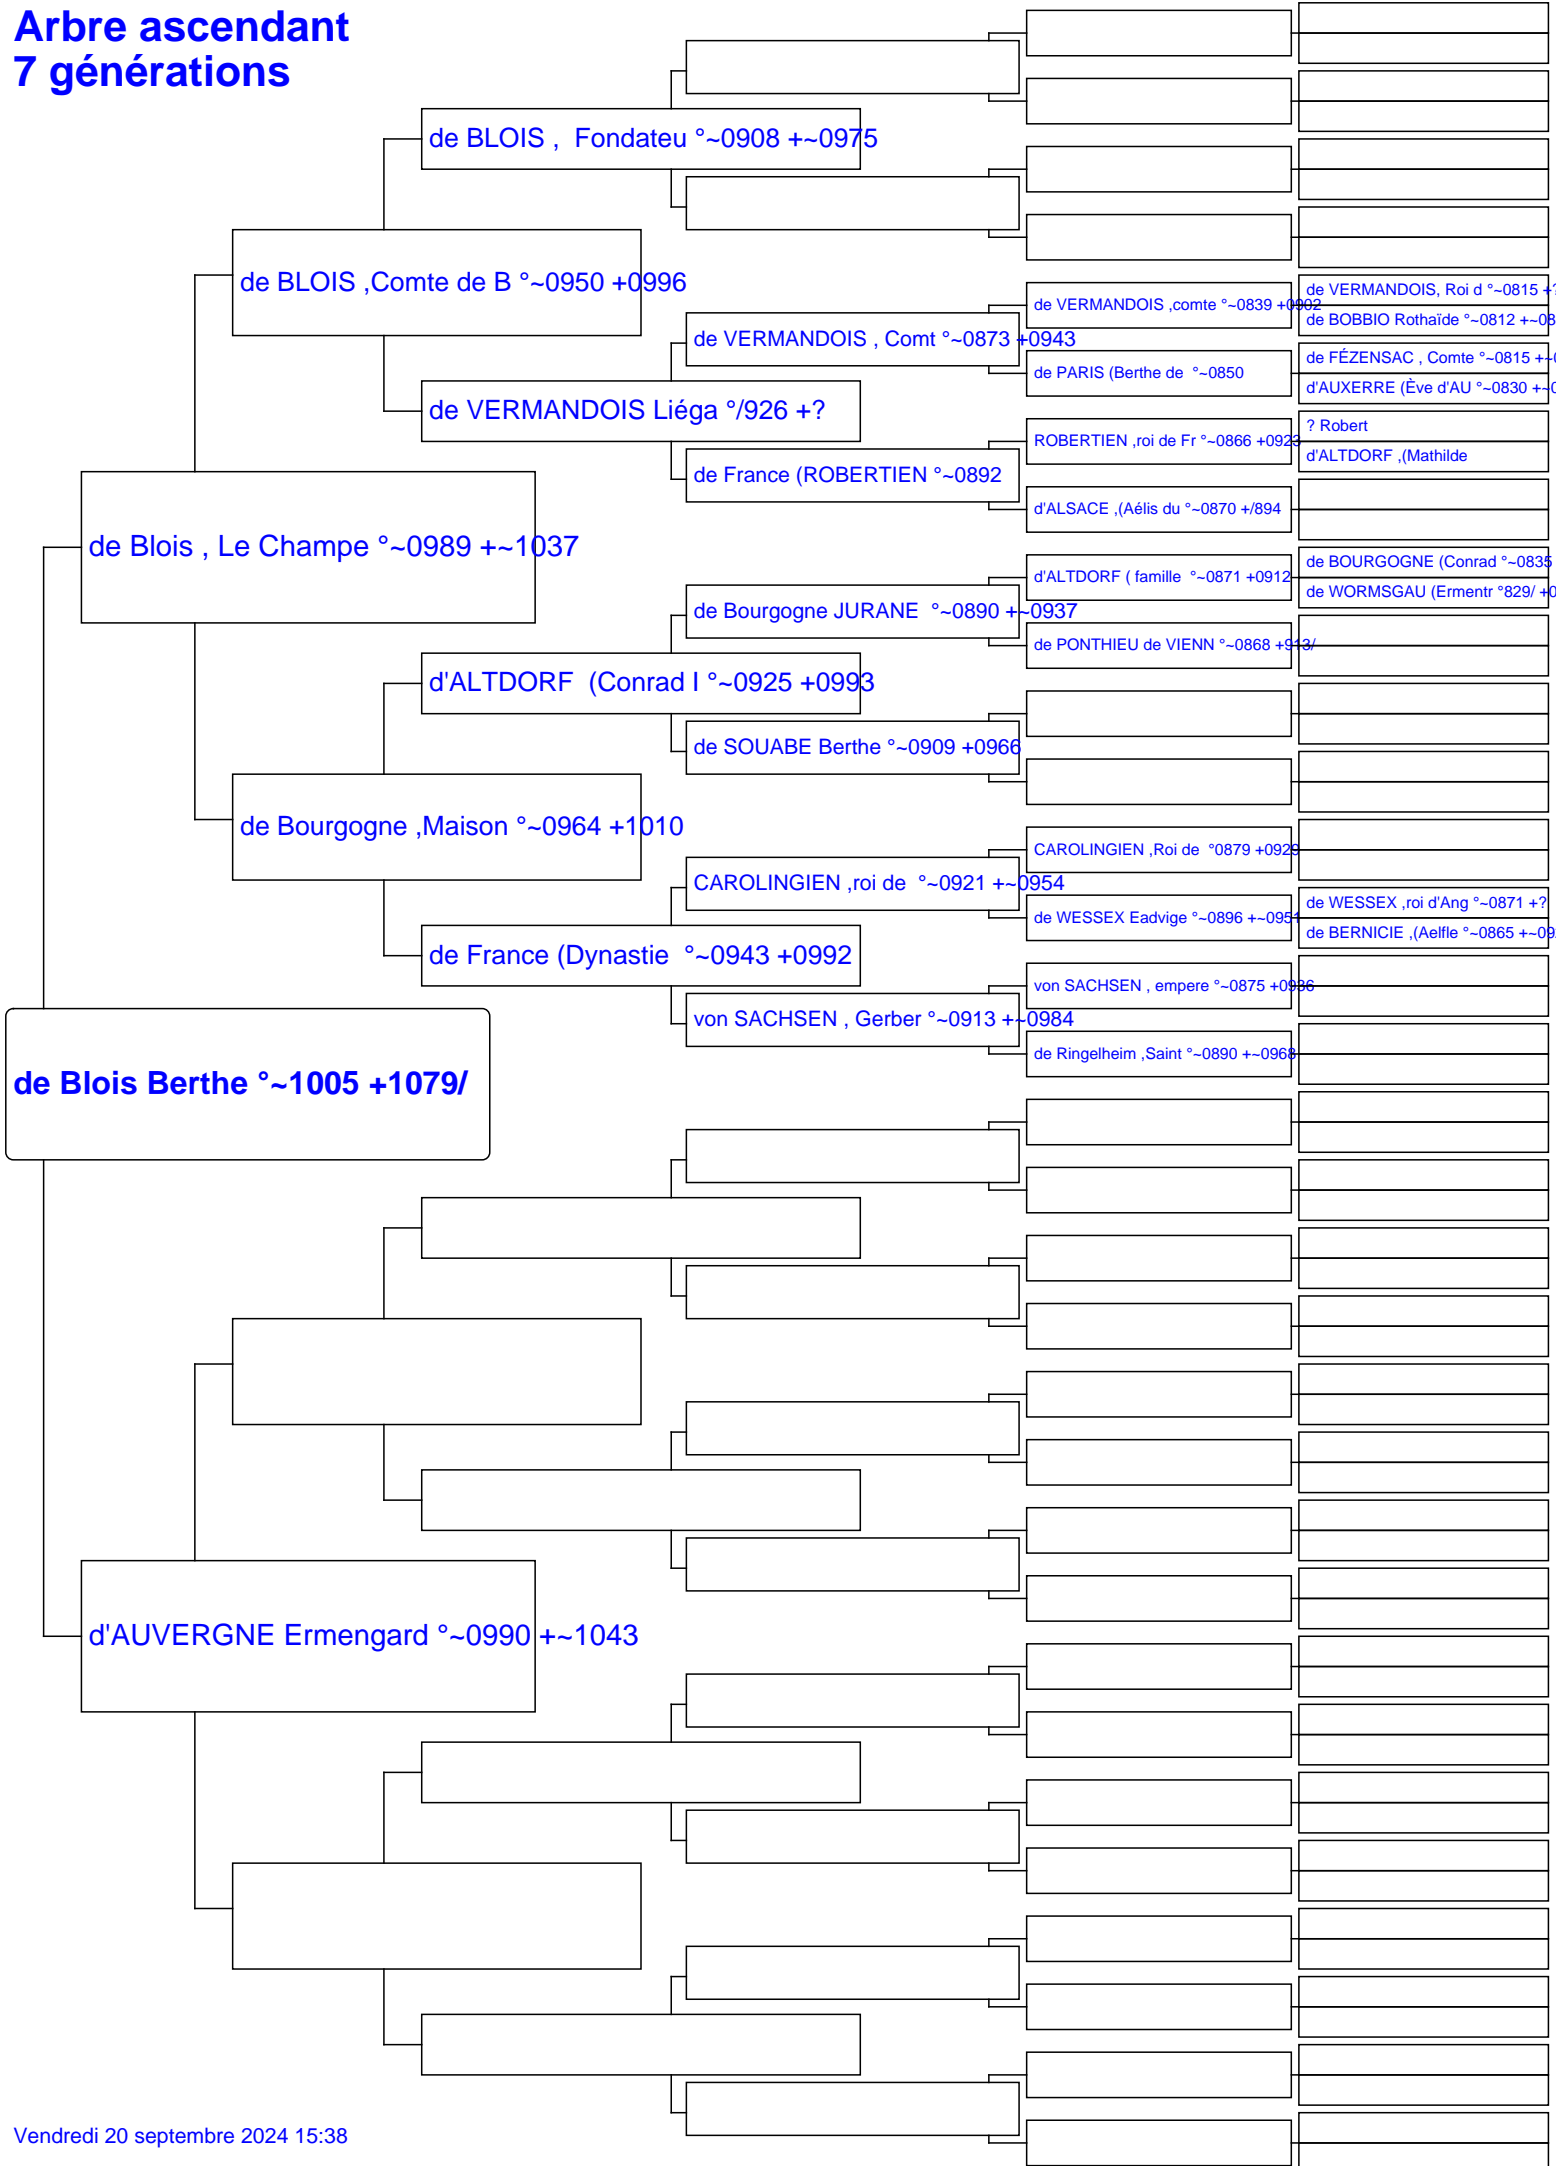 Arbre ascendant
7 générations
de BLOIS , Fondateu °~0908 +~0975
de BLOIS ,Comte de B °~0950 +0996
de VERMANDOIS ,comte °~0839 +0902
de VERMANDOIS, Roi d °~0815 +?
de BOBBIO Rothaïde °~0812 +~08
de VERMANDOIS , Comt °~0873 +0943
de PARIS (Berthe de °~0850
de FÉZENSAC , Comte °~0815 +~0
d'AUXERRE (Ève d'AU °~0830 +~0
de VERMANDOIS Liéga °/926 +?
ROBERTIEN ,roi de Fr °~0866 +0923
? Robert
d'ALTDORF ,(Mathilde
de France (ROBERTIEN °~0892
d'ALSACE ,(Aélis du °~0870 +/894
de Blois , Le Champe °~0989 +~1037
d'ALTDORF ( famille °~0871 +0912
de BOURGOGNE (Conrad °~0835
de WORMSGAU (Ermentr °829/ +0
de Bourgogne JURANE °~0890 +~0937
de PONTHIEU de VIENN °~0868 +913/
d'ALTDORF (Conrad I °~0925 +0993
de SOUABE Berthe °~0909 +0966
de Bourgogne ,Maison °~0964 +1010
CAROLINGIEN ,Roi de °0879 +0929
CAROLINGIEN ,roi de °~0921 +~0954
de WESSEX Eadvige °~0896 +~0951
de WESSEX ,roi d'Ang °~0871 +?
de BERNICIE ,(Aelfle °~0865 +~09
de France (Dynastie °~0943 +0992
von SACHSEN , empere °~0875 +0936
von SACHSEN , Gerber °~0913 +~0984
de Ringelheim ,Saint °~0890 +~0968
de Blois Berthe °~1005 +1079/
d'AUVERGNE Ermengard °~0990 +~1043
Vendredi 20 septembre 2024 15:38